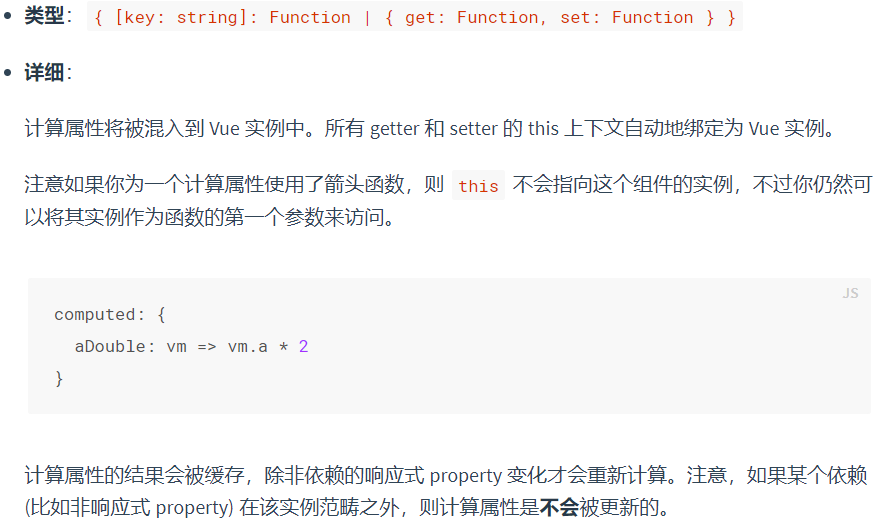 类型：{ [key: string]: Function | { get: Function, set: Function } }
详细：
计算属性将被混入到 Vue 实例中。所有 getter 和 setter 的 this 上下文自动地绑定为 Vue 实例。
注意如果你为一个计算属性使用了箭头函数，则 this 不会指向这个组件的实例，不过你仍然可
以将其实例作为函数的第一个参数来访问。
JS
computed: {
  aDouble: vm => vm.a * 2
}
计算属性的结果会被缓存，除非依赖的响应式 property 变化才会重新计算。注意，如果某个依赖
(比如非响应式 property) 在该实例范畴之外，则计算属性是不会被更新的。